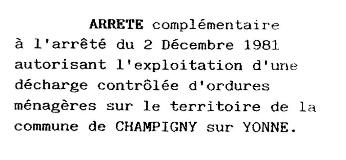 ARRETE complémentaire
à l'arrêté du 2 Décembre 1981
autorisant l'exploitation d'une
décharge contrôlée d'ordures
ménagères sur le territoire de la
commune de CHAMPIGNY sur YONNE.